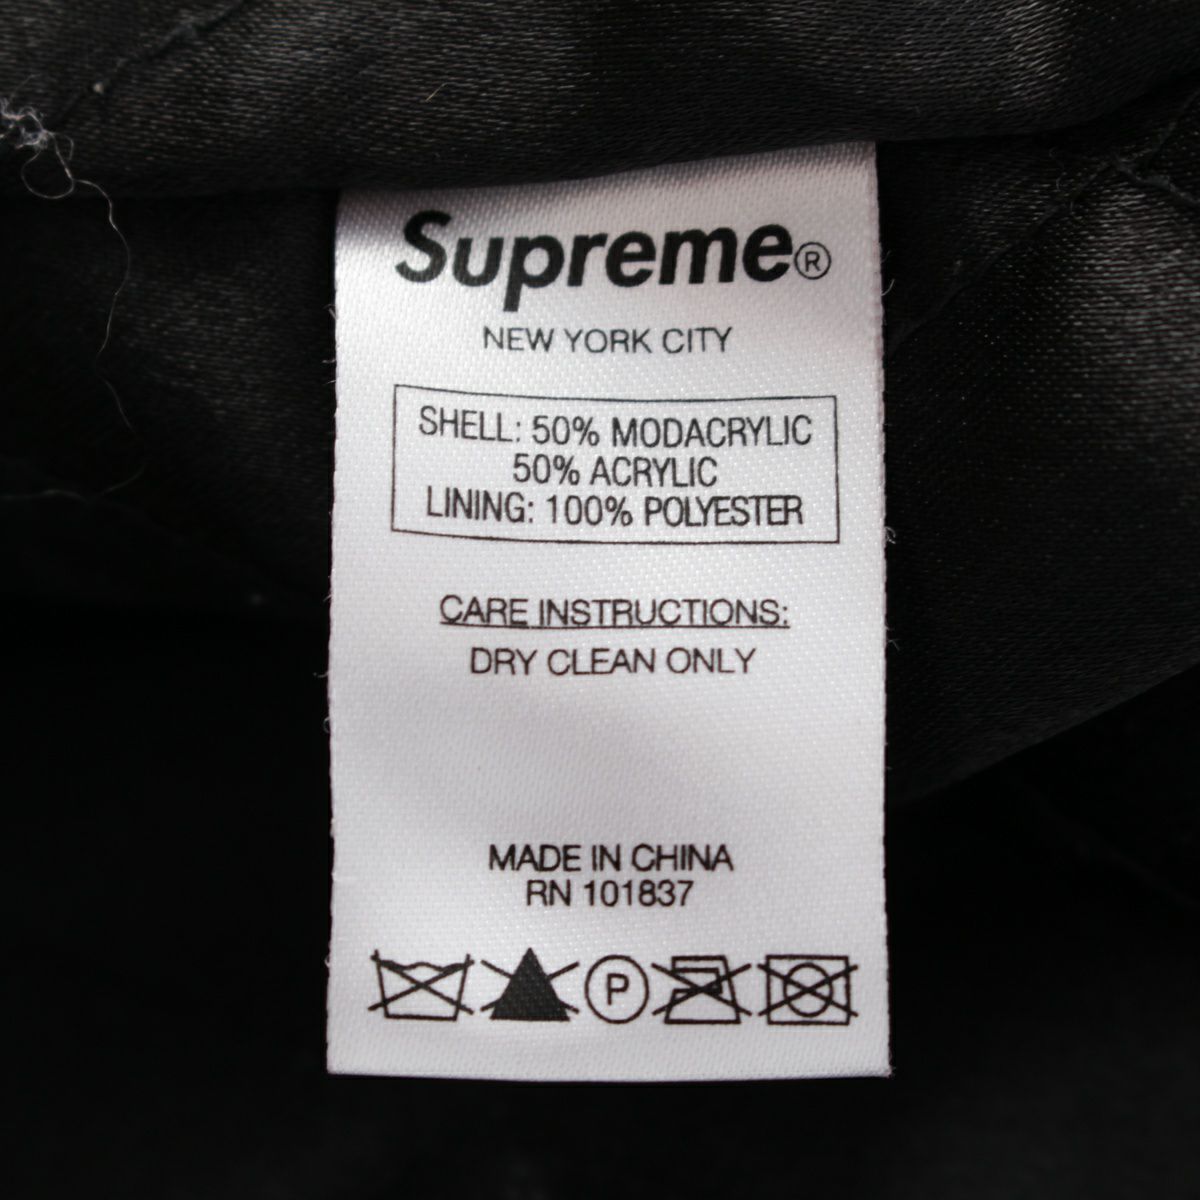 Supreme®
NEW YORK CITY
SHELL: 50% MODACRYLIC
50% ACRYLIC
LINING: 100% POLYESTER
CARE INSTRUCTIONS:
DRY CLEAN ONLY
MADE IN CHINA
RN 101837
P